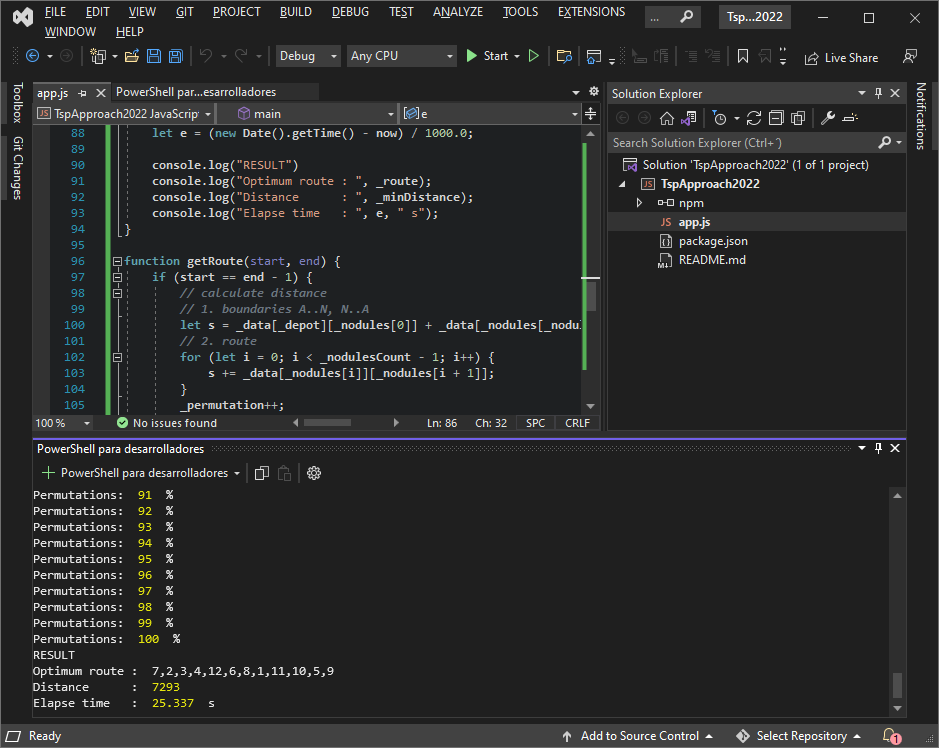 FILE EDIT VIEW GIT PROJECT BUILD DEBUG TEST ANALYZE TOOLS EXTENSIONS ... Tsp...2022
WINDOW HELP
Debug Any CPU Start Live Share
Toolbox
Git Changes
app.js PowerShell par...esarrolladores
TspApproach2022 JavaScrip main e
88 let e = (new Date().getTime() - now) / 1000.0;
89
90 console.log("RESULT")
91 console.log("Optimum route : ", _route);
92 console.log("Distance      : ", _minDistance);
93 console.log("Elapse time   : ", e, " s");
94 }
95
96 function getRoute(start, end) {
97 if (start == end - 1) {
98 // calculate distance
99 // 1. boundaries A..N, N..A
100 let s = _data[_depot][_nodules[0]] + _data[_nodules[_nodu
101 // 2. route
102 for (let i = 0; i < _nodulesCount - 1; i++) {
103 s += _data[_nodules[i]][_nodules[i + 1]];
104 }
105 _permutation++;
100 % No issues found Ln: 86 Ch: 32 SPC CRLF
Solution Explorer
Search Solution Explorer (Ctrl+´)
Solution 'TspApproach2022' (1 of 1 project)
TspApproach2022
npm
JS app.js
package.json
README.md
Notifications
PowerShell para desarrolladores
PowerShell para desarrolladores
Permutations:  91  %
Permutations:  92  %
Permutations:  93  %
Permutations:  94  %
Permutations:  95  %
Permutations:  96  %
Permutations:  97  %
Permutations:  98  %
Permutations:  99  %
Permutations:  100  %
RESULT
Optimum route :  7,2,3,4,12,6,8,1,11,10,5,9
Distance      :  7293
Elapse time   :  25.337  s
Ready Add to Source Control Select Repository 1